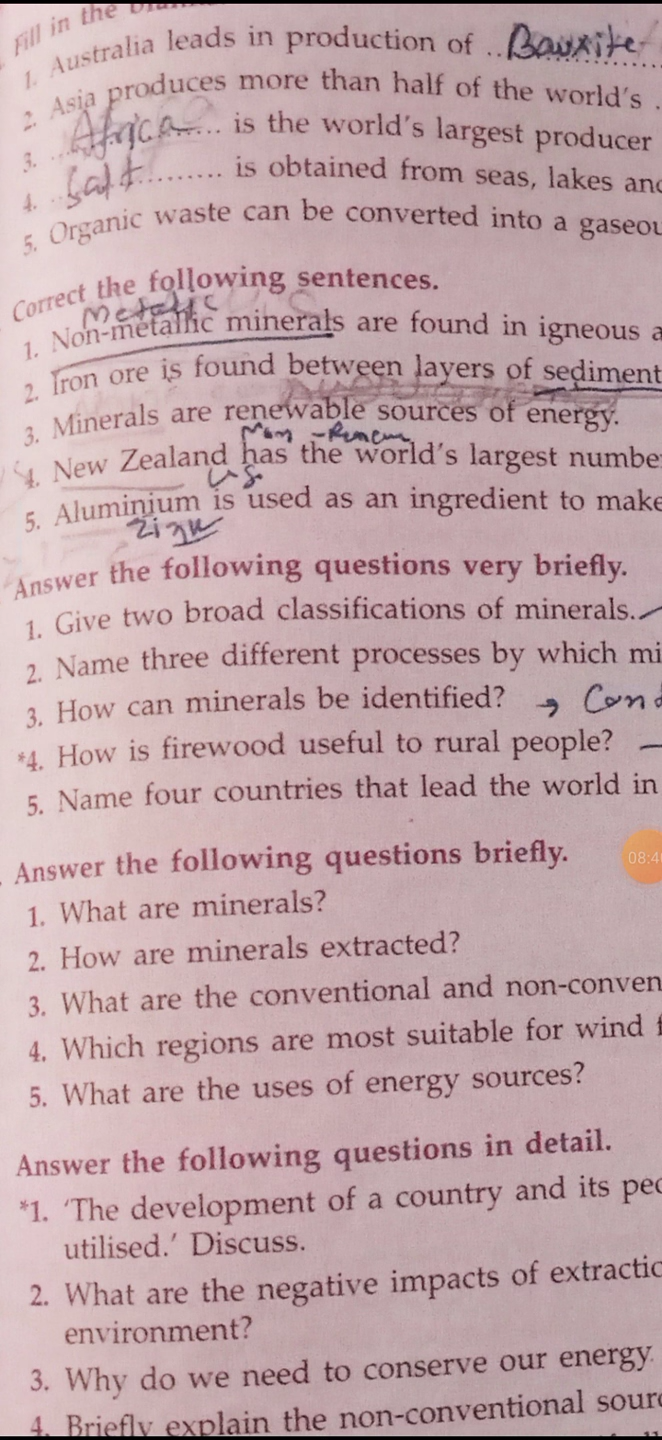 Fill in the
1. Australia leads in production of .. Bauxite
2. Asia produces more than half of the world's
3. Africa.... is the world's largest producer
4. Salt.......... is obtained from seas, lakes and
5. Organic waste can be converted into a gaseou
Correct the following sentences.
Metallic
1. Non-metallic minerals are found in igneous a
2. Iron ore is found between layers of sediment
3. Minerals are renewable sources of energy.
4. New Zealand has the world's largest numbe
U.S.
5. Aluminium is used as an ingredient to make
Answer the following questions very briefly.
1. Give two broad classifications of minerals.
2. Name three different processes by which mi
3. How can minerals be identified?
*4. How is firewood useful to rural people?
5. Name four countries that lead the world in
Answer the following questions briefly.
08:4
1. What are minerals?
2. How are minerals extracted?
3. What are the conventional and non-conven
4. Which regions are most suitable for wind f
5. What are the uses of energy sources?
Answer the following questions in detail.
*1. 'The development of a country and its peo
utilised.' Discuss.
2. What are the negative impacts of extractio
environment?
3. Why do we need to conserve our energy
4. Briefly explain the non-conventional sour